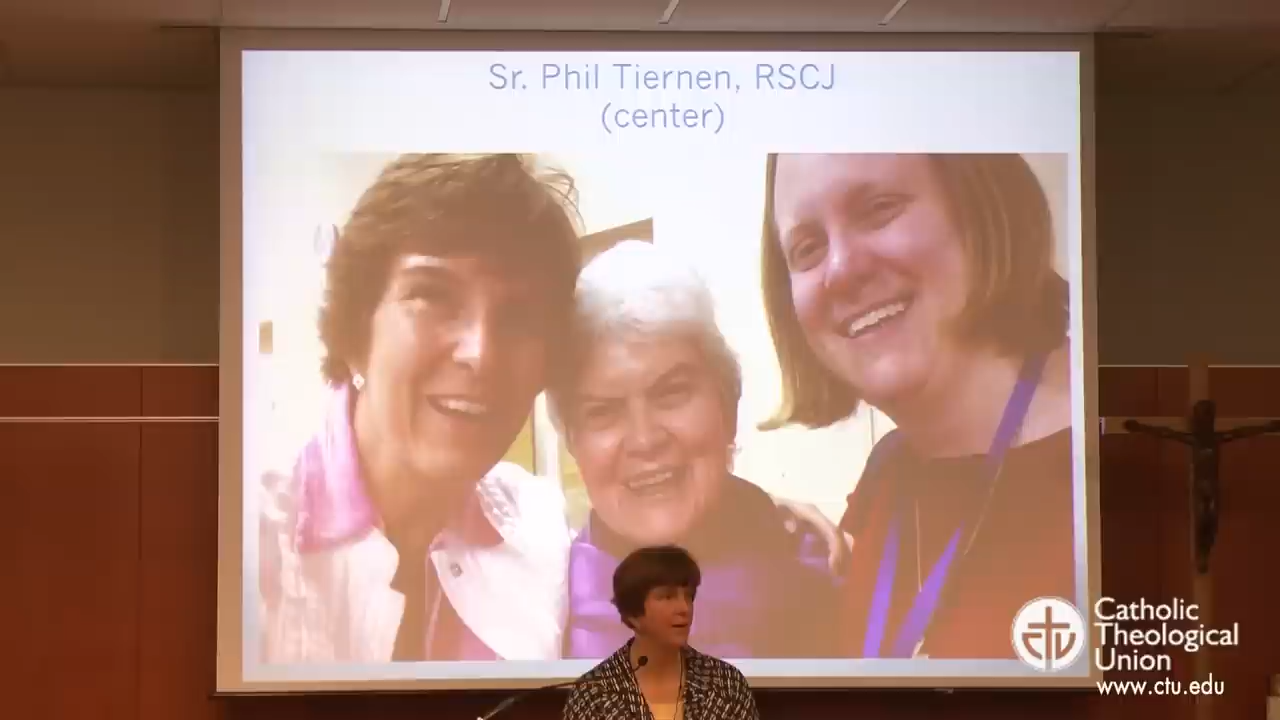 Sr. Phil Tiernen, RSCJ
(center)
Catholic
Theological
Union
www.ctu.edu